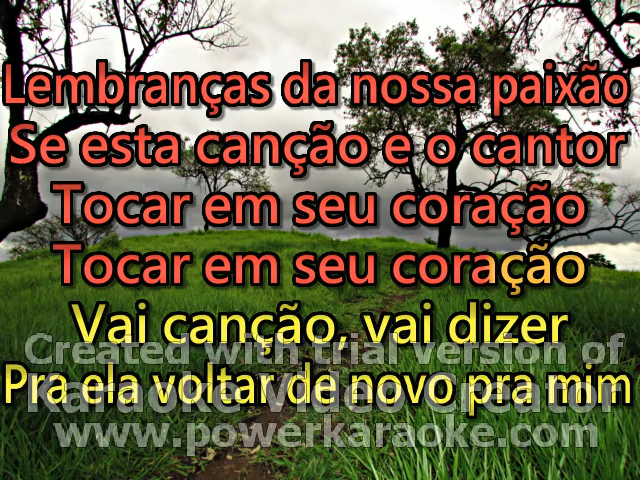 Lembranças da nossa paixão
Se esta canção e o cantor
Tocar em seu coração
Tocar em seu coração
Vai canção, vai dizer
Created with trial version of
Pra ela voltar de novo pra mim
Karaoke Video Creator
www.powerkaraoke.com